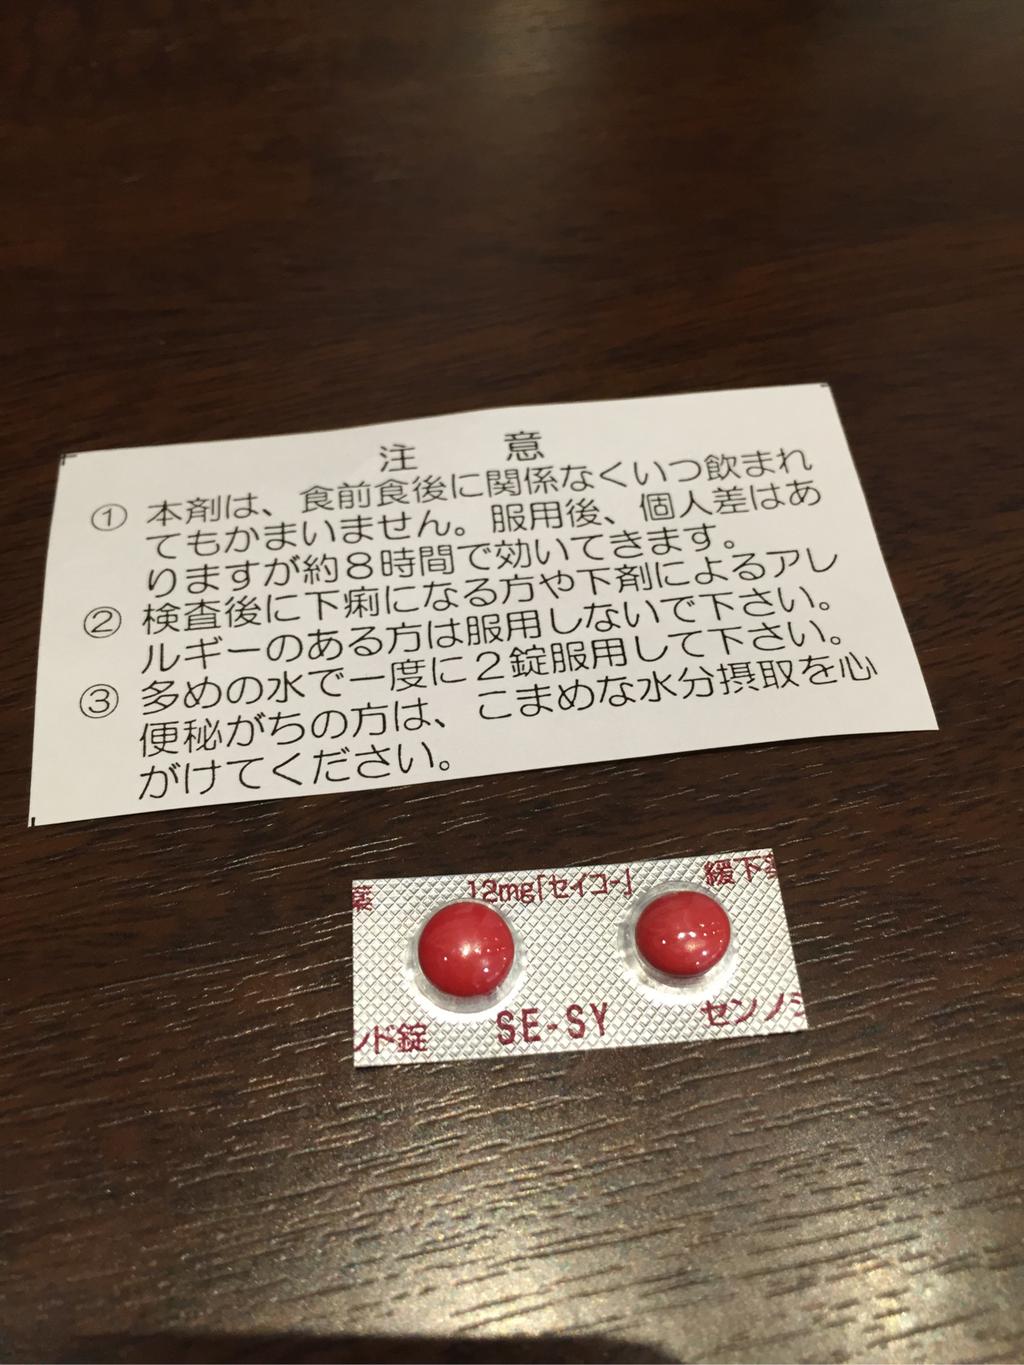 注　意
① 本剤は、食前食後に関係なくいつ飲まれ
てもかまいません。服用後、個人差はあ
りますが約８時間で効いてきます。
② 検査後に下痢になる方や下剤によるアレ
ルギーのある方は服用しないで下さい。
③ 多めの水で一度に２錠服用して下さい。
便秘がちの方は、こまめな水分摂取を心
がけてください。
薬 12mg「セイコー」 緩下薬
ンド錠 SE-SY センノシ